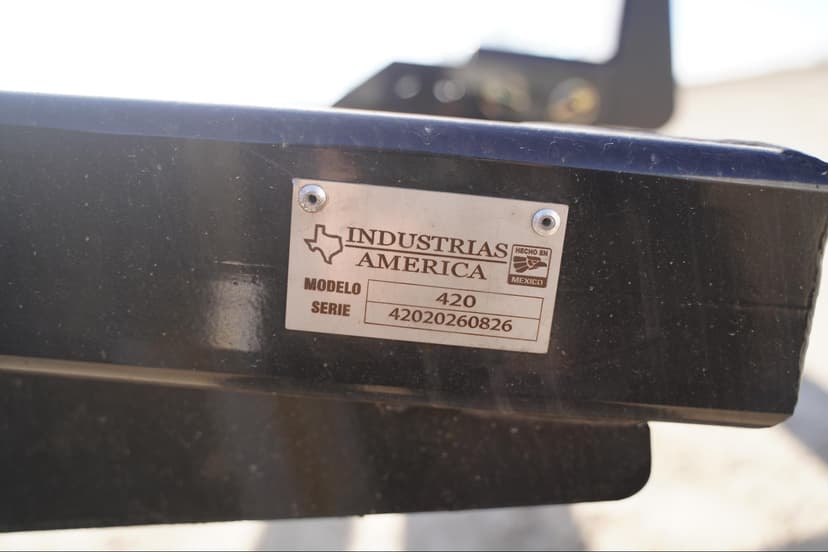 INDUSTRIAS
AMERICA
HECHO EN
MEXICO
MODELO 420
SERIE 42020260826